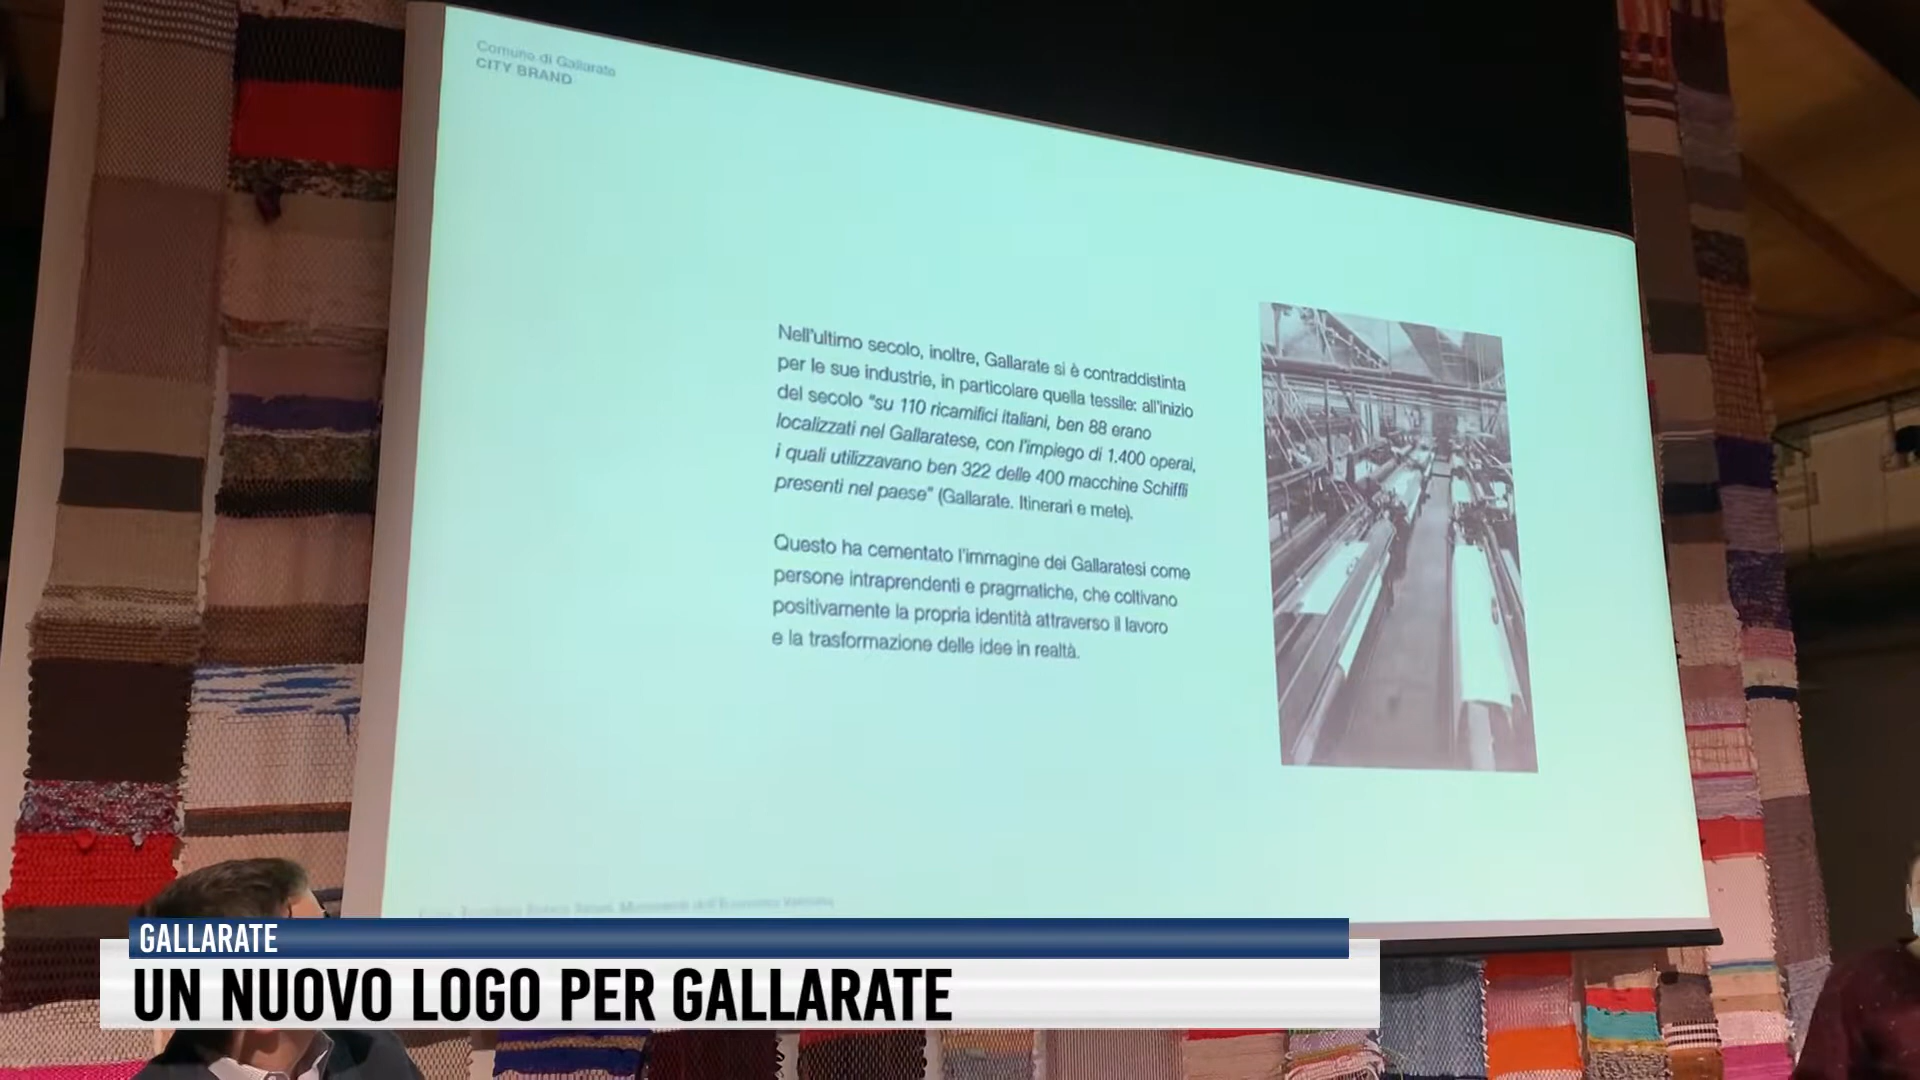 Comune di Gallarate
CITY BRAND
Nell'ultimo secolo, inoltre, Gallarate si è contraddistinta
per le sue industrie, in particolare quella tessile: all'inizio
del secolo "su 110 ricamifici italiani, ben 88 erano
localizzati nel Gallaratese, con l'impiego di 1.400 operai,
i quali utilizzavano ben 322 delle 400 macchine Schiffli
presenti nel paese" (Gallarate. Itinerari e mete).
Questo ha cementato l'immagine dei Gallaratesi come
persone intraprendenti e pragmatiche, che coltivano
positivamente la propria identità attraverso il lavoro
e la trasformazione delle idee in realtà.
GALLARATE
UN NUOVO LOGO PER GALLARATE